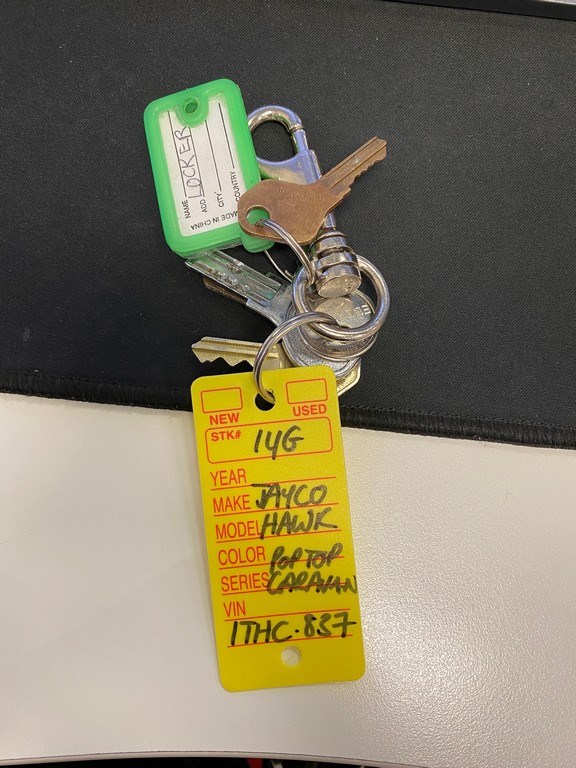 NAME LOCKER
ADD
CITY
COUNTRY
MADE IN CHINA
NEW USED
STK# 14G
YEAR
MAKE JAYCO
MODEL HAWK
COLOR POP TOP
SERIES CARAVAN
VIN
1THC.837